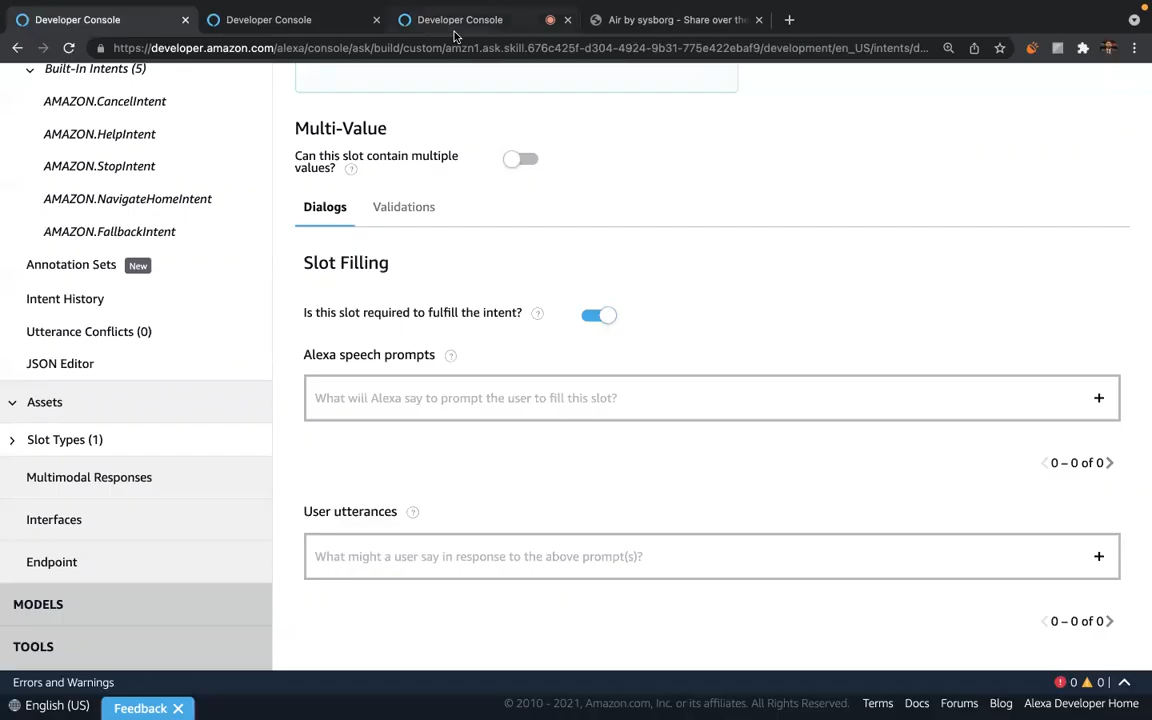 Developer Console
Developer Console
Developer Console
Air by sysborg - Share over the
https://developer.amazon.com/alexa/console/ask/build/custom/amzn1.ask.skill.676c425f-d304-4924-9b31-775e422ebaf9/development/en_US/intents/d...
Built-In Intents (5)
AMAZON.CancelIntent
AMAZON.HelpIntent
AMAZON.StopIntent
AMAZON.NavigateHomeIntent
AMAZON.FallbackIntent
Annotation Sets New
Intent History
Utterance Conflicts (0)
JSON Editor
Assets
Slot Types (1)
Multimodal Responses
Interfaces
Endpoint
MODELS
TOOLS
Multi-Value
Can this slot contain multiple
values? ?
Dialogs Validations
Slot Filling
Is this slot required to fulfill the intent? ?
Alexa speech prompts ?
What will Alexa say to prompt the user to fill this slot? +
0 – 0 of 0
User utterances ?
What might a user say in response to the above prompt(s)? +
0 – 0 of 0
Errors and Warnings
0 0 |
English (US)
Feedback
© 2010 - 2021, Amazon.com, Inc. or its affiliates. All Rights Reserved. Terms Docs Forums Blog Alexa Developer Home